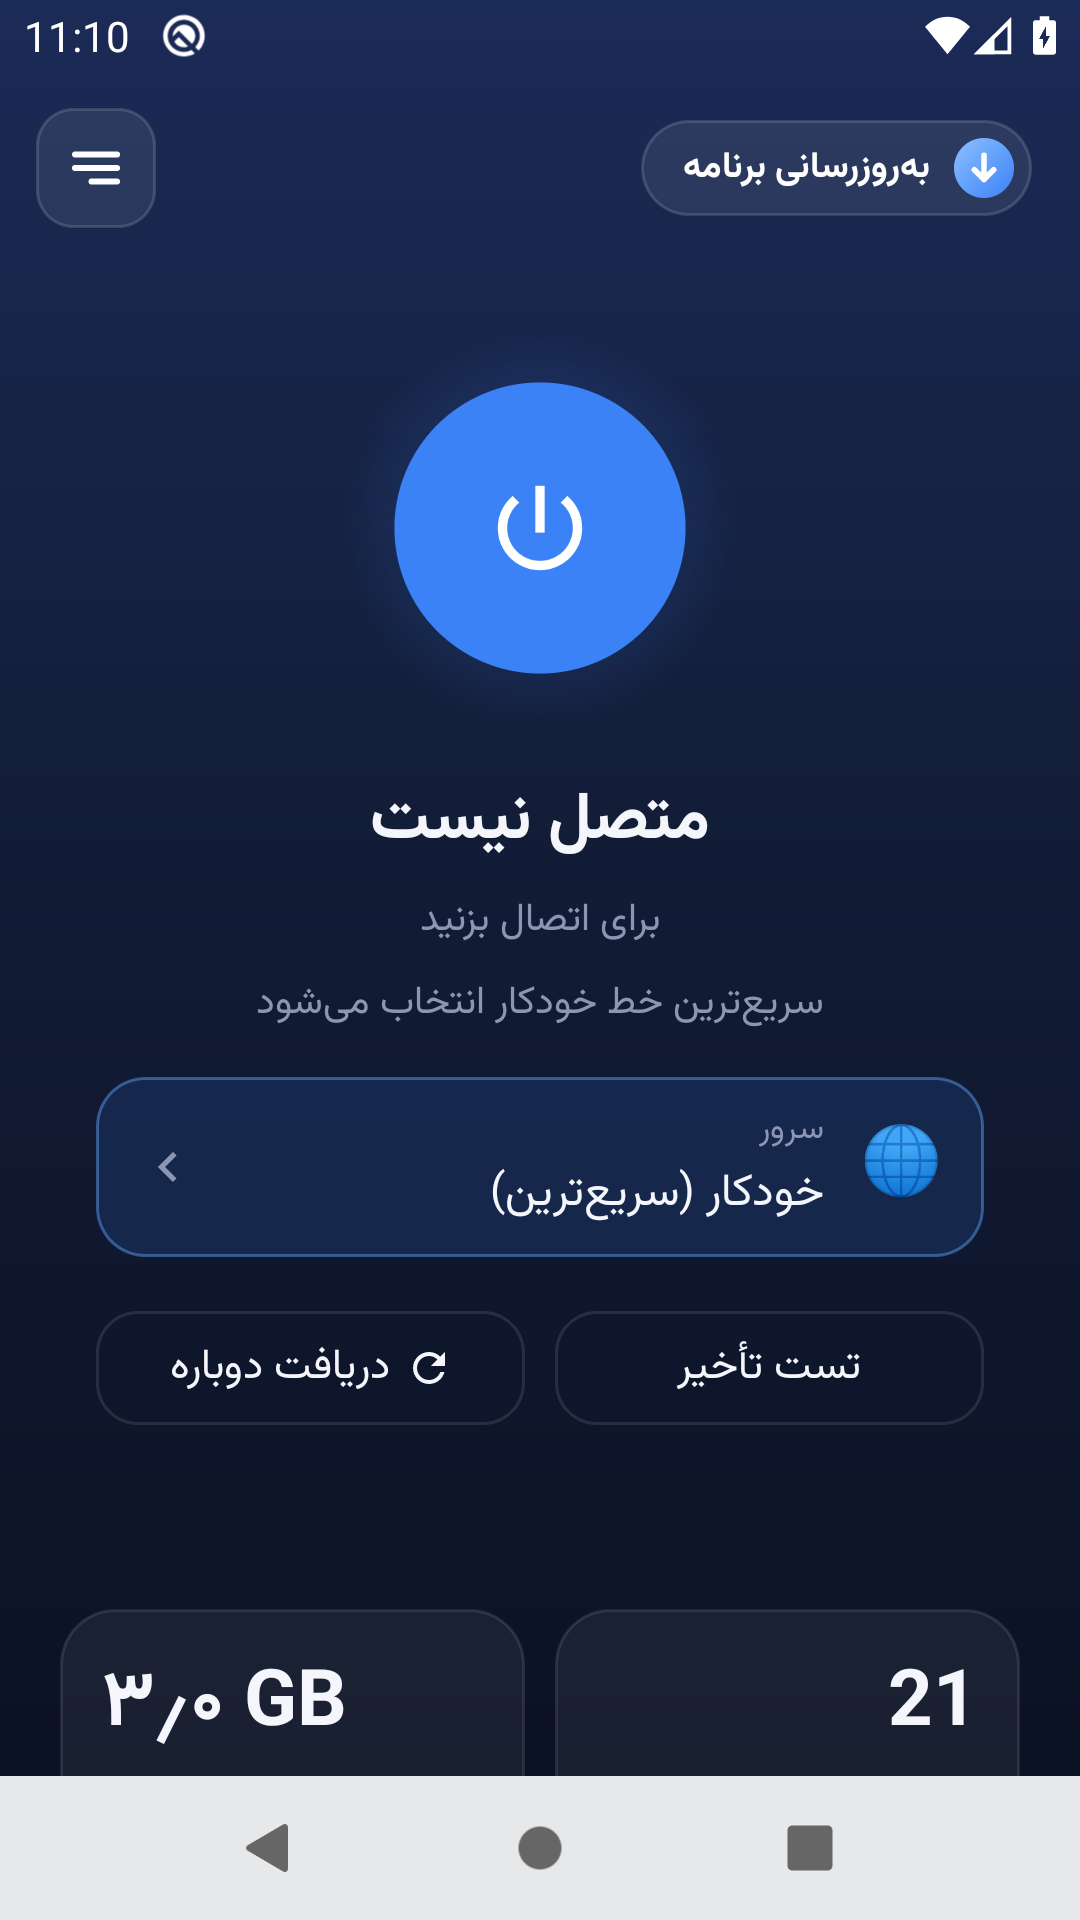 11:10
به‌روزرسانی برنامه
متصل نیست
برای اتصال بزنید
سریع‌ترین خط خودکار انتخاب می‌شود
سرور
خودکار (سریع‌ترین)
تست تأخیر
دریافت دوباره
21
۳٫۰ GB